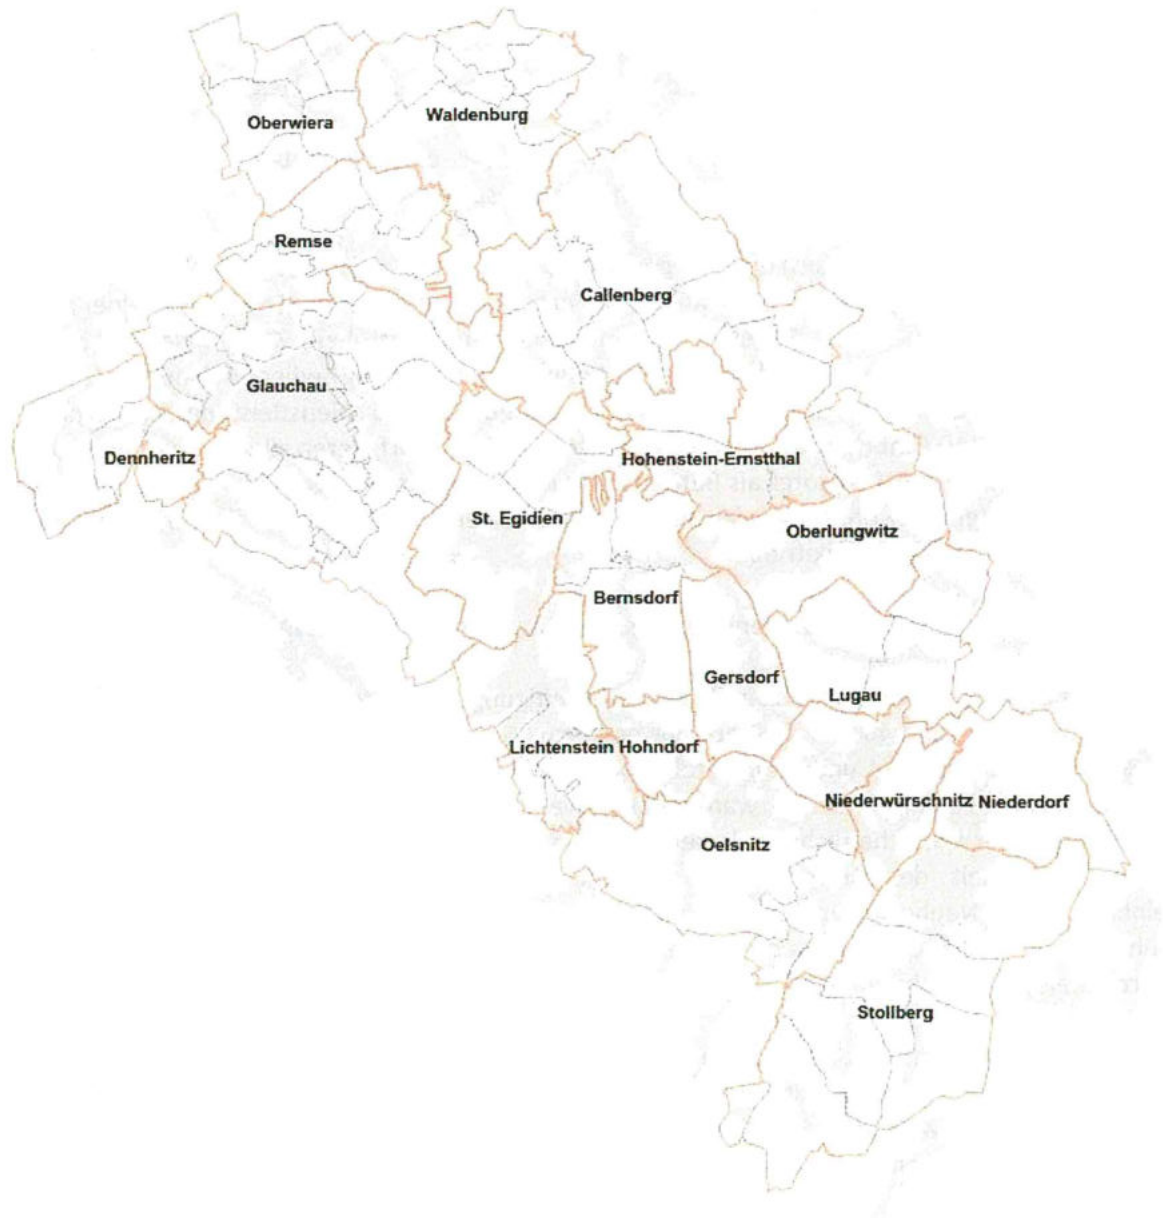 Waldenburg
Oberwiera
Remse
Callenberg
Glauchau
Dennheritz
Hohenstein-Ernstthal
St. Egidien
Oberlungwitz
Bernsdorf
Gersdorf
Lugau
Lichtenstein Hohndorf
Niederwürschnitz Niederdorf
Oelsnitz
Stollberg